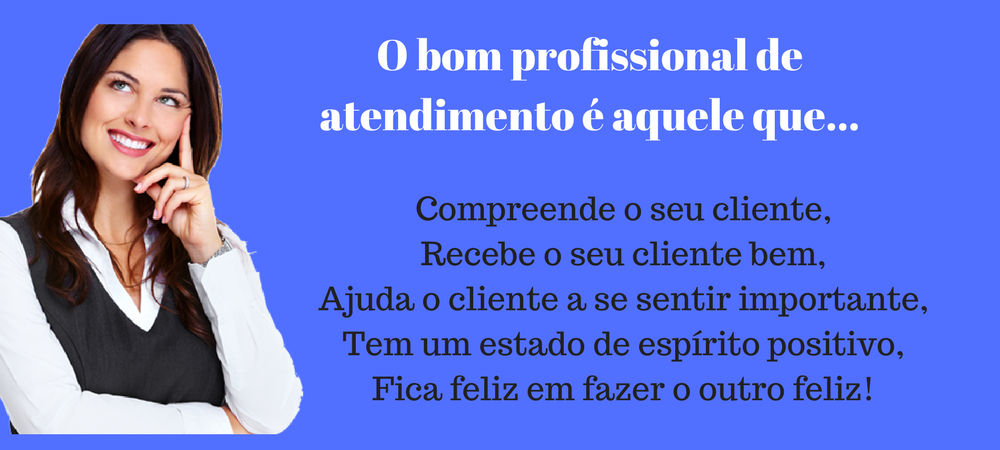 O bom profissional de
atendimento é aquele que...
Compreende o seu cliente,
Recebe o seu cliente bem,
Ajuda o cliente a se sentir importante,
Tem um estado de espírito positivo,
Fica feliz em fazer o outro feliz!